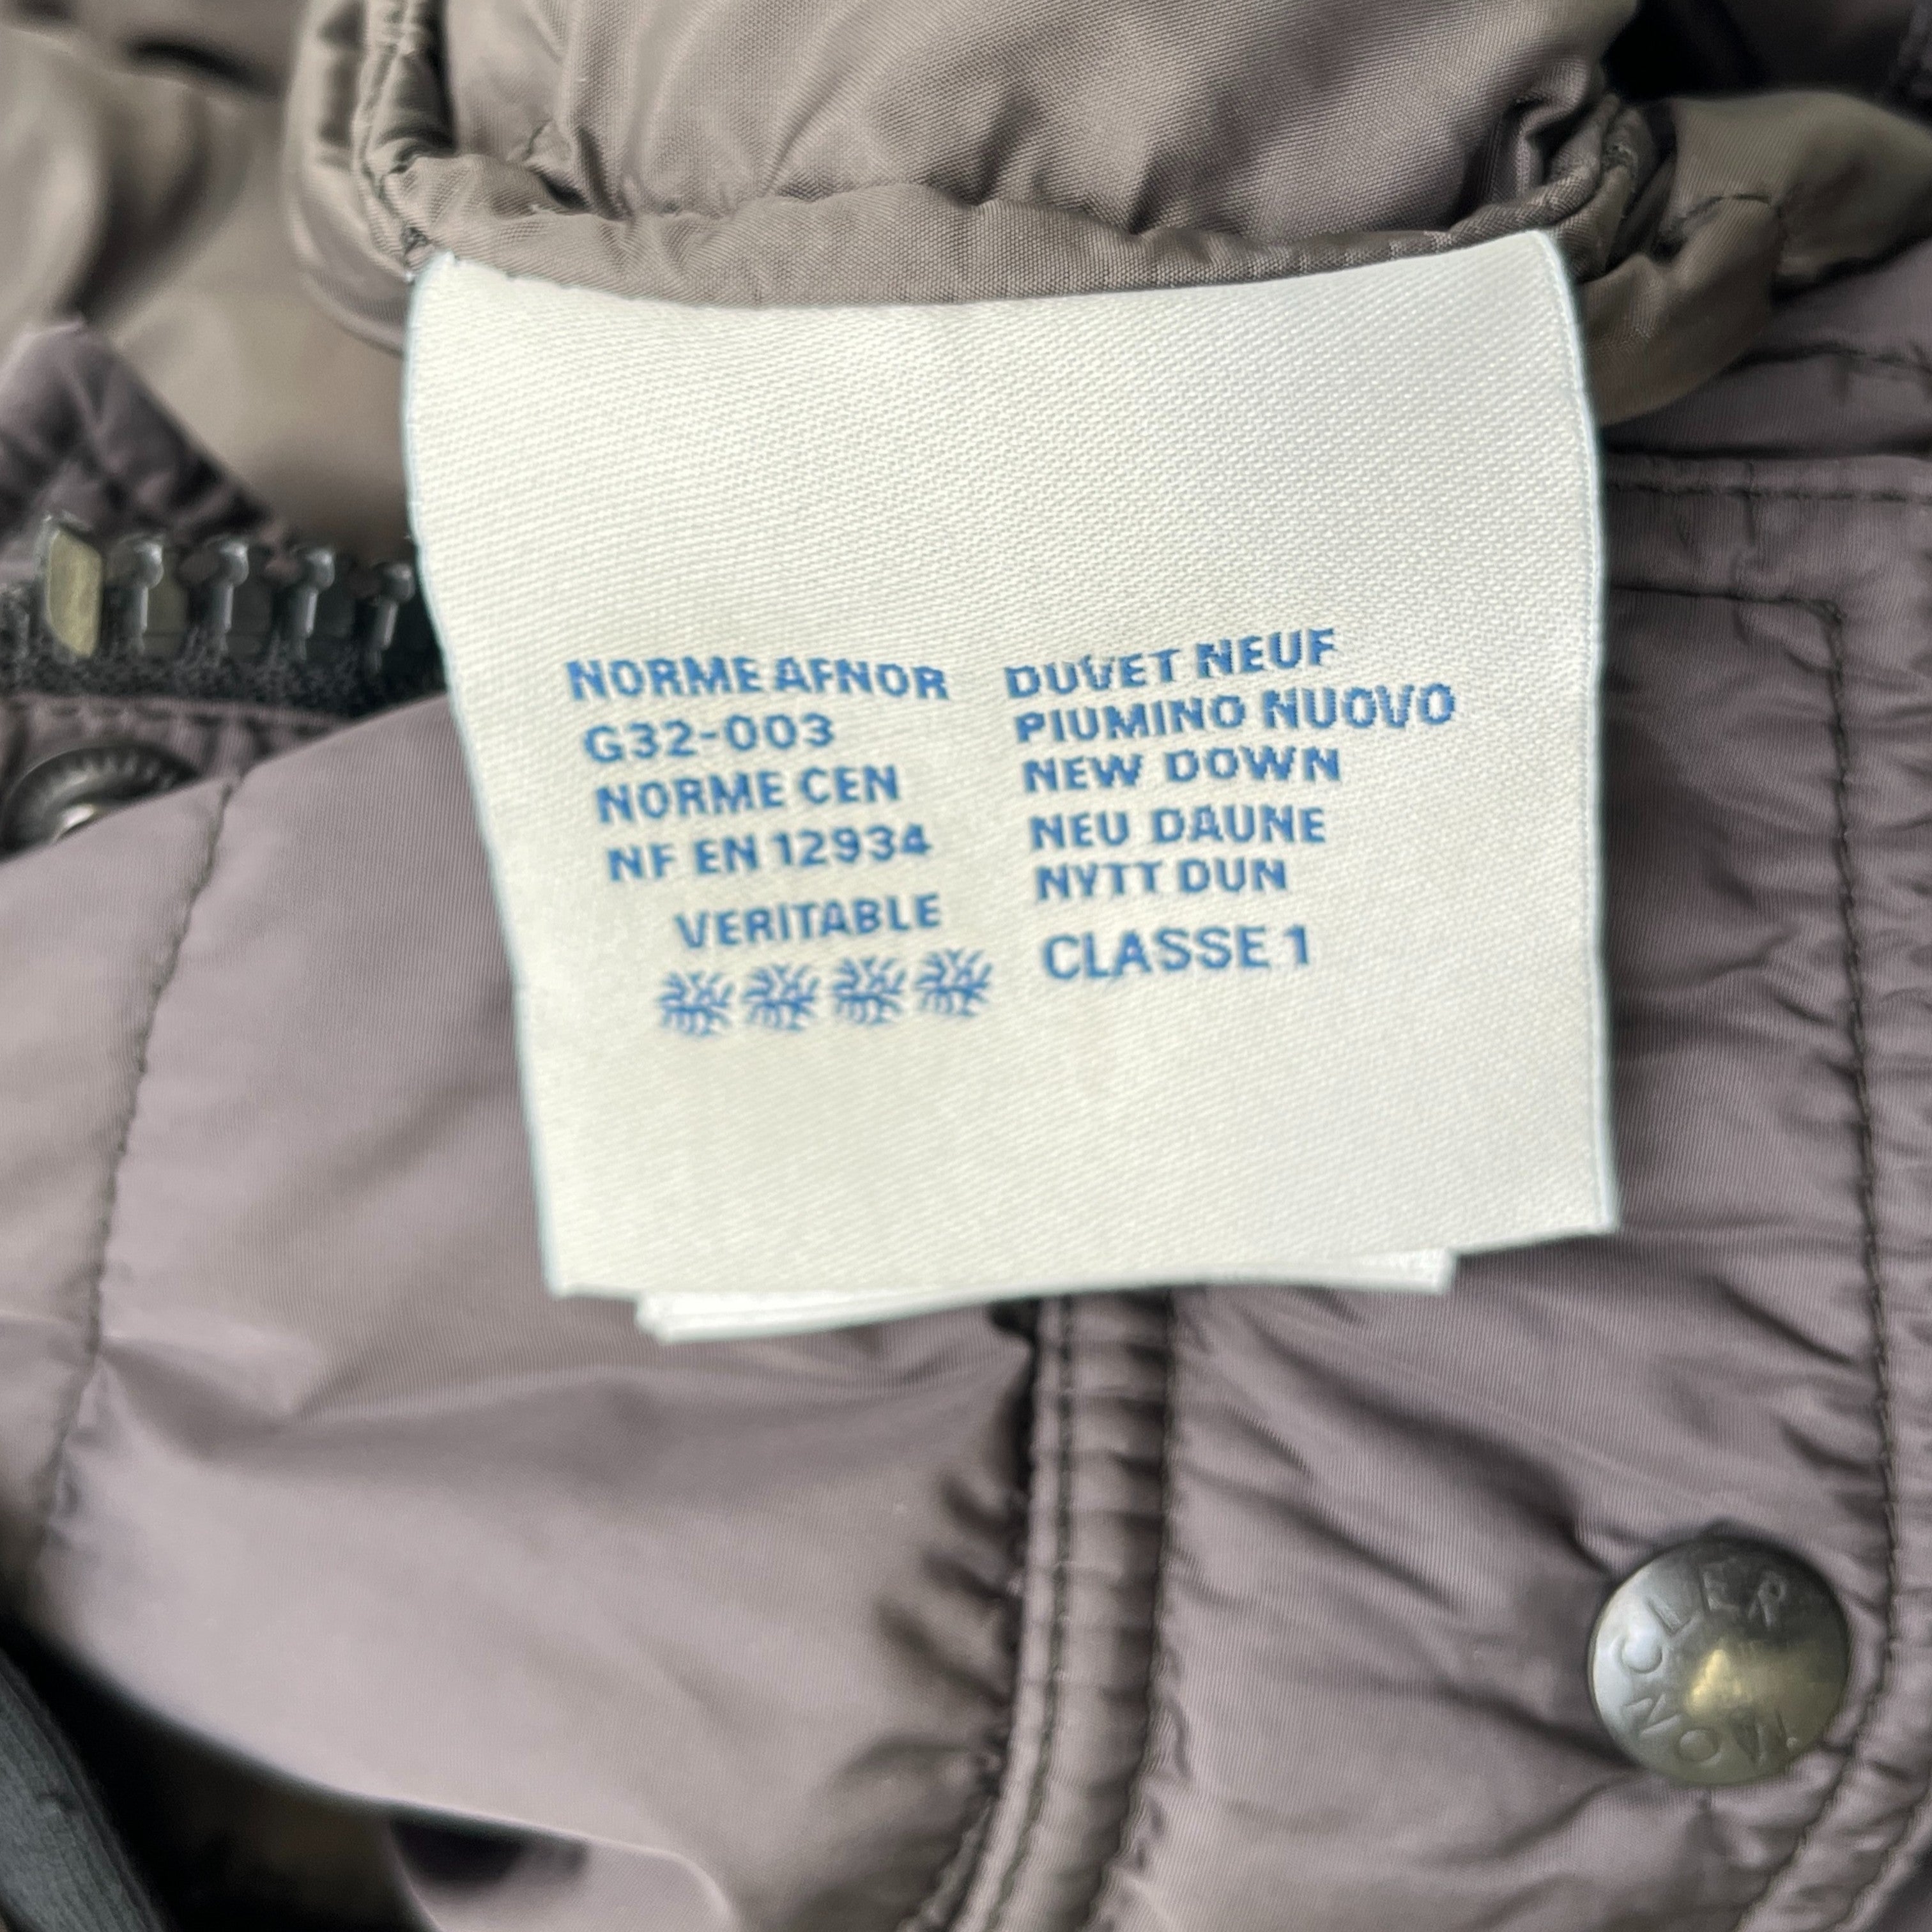 NORME AFNOR
G32-003
NORME CEN
NF EN 12934
VERITABLE
DUVET NEUF
PIUMINO NUOVO
NEW DOWN
NEU DAUNE
NYTT DUN
CLASSE 1
MONCLER